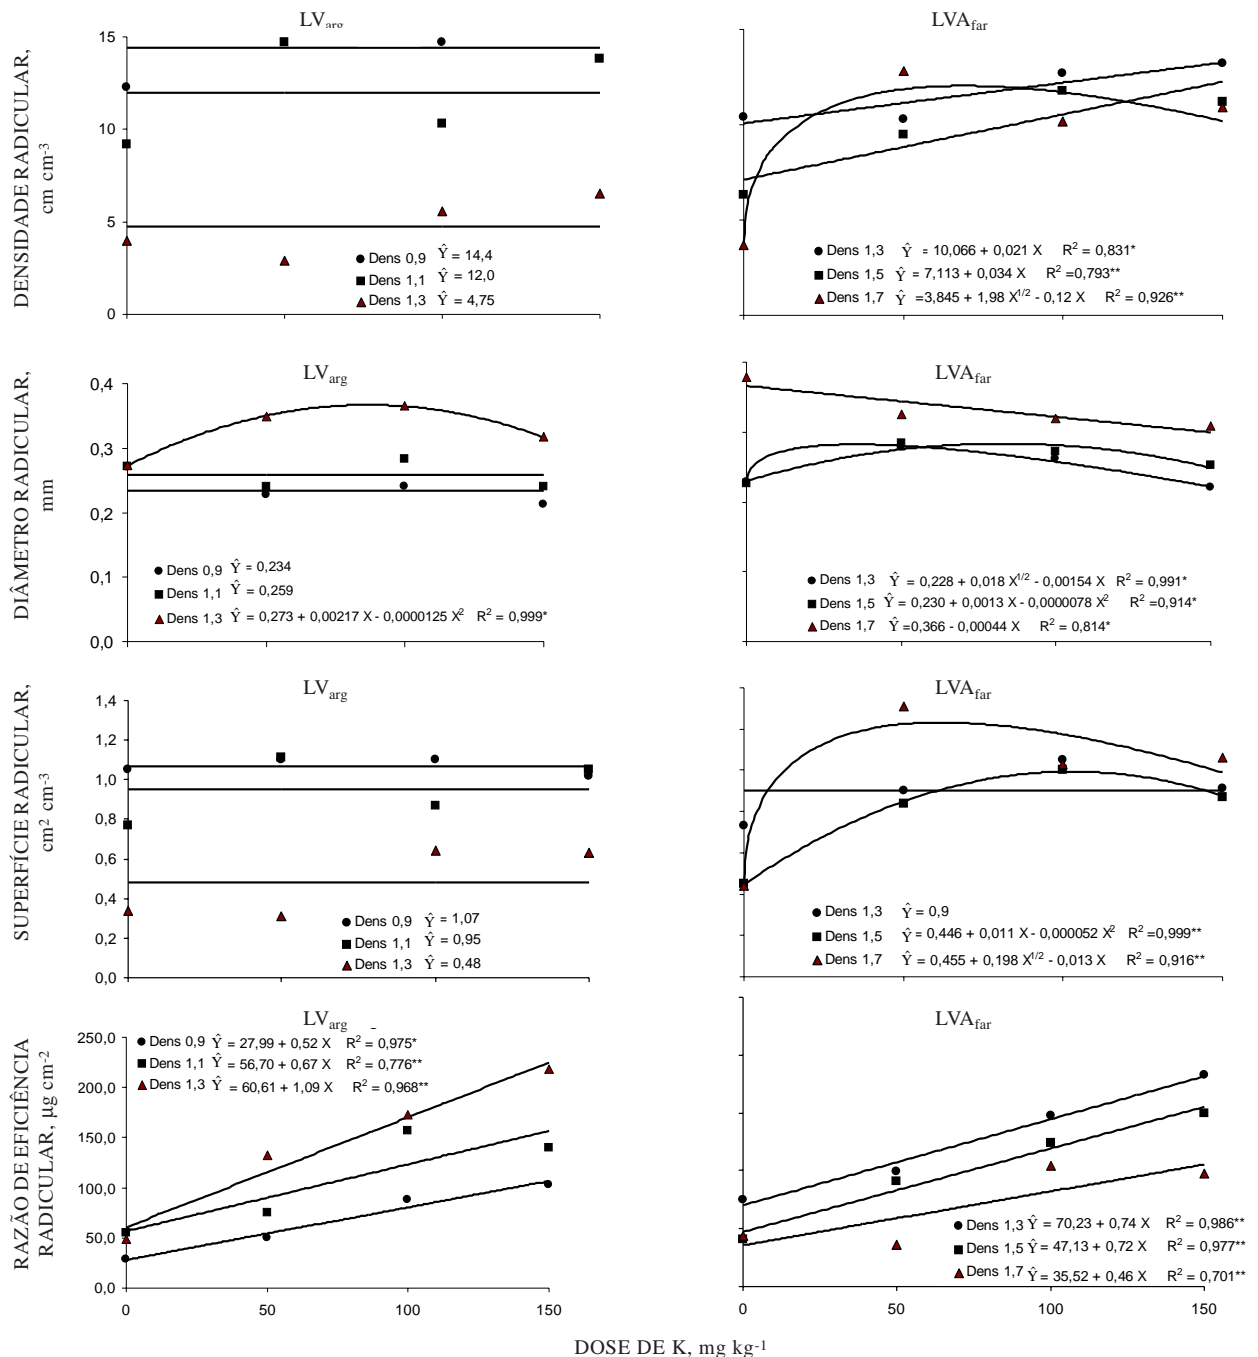 LVarg
LVAfar
DENSIDADE RADICULAR,
cm cm-3
15
10
5
0
Dens 0,9 Ŷ = 14,4
Dens 1,1 Ŷ = 12,0
Dens 1,3 Ŷ = 4,75
Dens 1,3 Ŷ = 10,066 + 0,021 X R² = 0,831*
Dens 1,5 Ŷ = 7,113 + 0,034 X R² =0,793**
Dens 1,7 Ŷ =3,845 + 1,98 X1/2 - 0,12 X R² = 0,926**
LVarg
LVAfar
DIÂMETRO RADICULAR,
mm
0,4
0,3
0,2
0,1
0,0
Dens 0,9 Ŷ = 0,234
Dens 1,1 Ŷ = 0,259
Dens 1,3 Ŷ = 0,273 + 0,00217 X - 0,0000125 X² R² = 0,999*
Dens 1,3 Ŷ = 0,228 + 0,018 X1/2 - 0,00154 X R² = 0,991*
Dens 1,5 Ŷ = 0,230 + 0,0013 X - 0,0000078 X² R² =0,914*
Dens 1,7 Ŷ =0,366 - 0,00044 X R² = 0,814*
LVarg
LVAfar
SUPERFÍCIE RADICULAR,
cm² cm-3
1,4
1,2
1,0
0,8
0,6
0,4
0,2
0,0
Dens 0,9 Ŷ = 1,07
Dens 1,1 Ŷ = 0,95
Dens 1,3 Ŷ = 0,48
Dens 1,3 Ŷ = 0,9
Dens 1,5 Ŷ = 0,446 + 0,011 X - 0,000052 X² R² =0,999**
Dens 1,7 Ŷ = 0,455 + 0,198 X1/2 - 0,013 X R² = 0,916**
LVarg
LVAfar
RAZÃO DE EFICIÊNCIA
RADICULAR, µg cm-2
250,0
200,0
150,0
100,0
50,0
0,0
Dens 0,9 Ŷ = 27,99 + 0,52 X R² = 0,975*
Dens 1,1 Ŷ = 56,70 + 0,67 X R² = 0,776**
Dens 1,3 Ŷ = 60,61 + 1,09 X R² = 0,968**
Dens 1,3 Ŷ = 70,23 + 0,74 X R² = 0,986**
Dens 1,5 Ŷ = 47,13 + 0,72 X R² = 0,977**
Dens 1,7 Ŷ = 35,52 + 0,46 X R² = 0,701**
0 50 100 150
0 50 100 150
DOSE DE K, mg kg-1